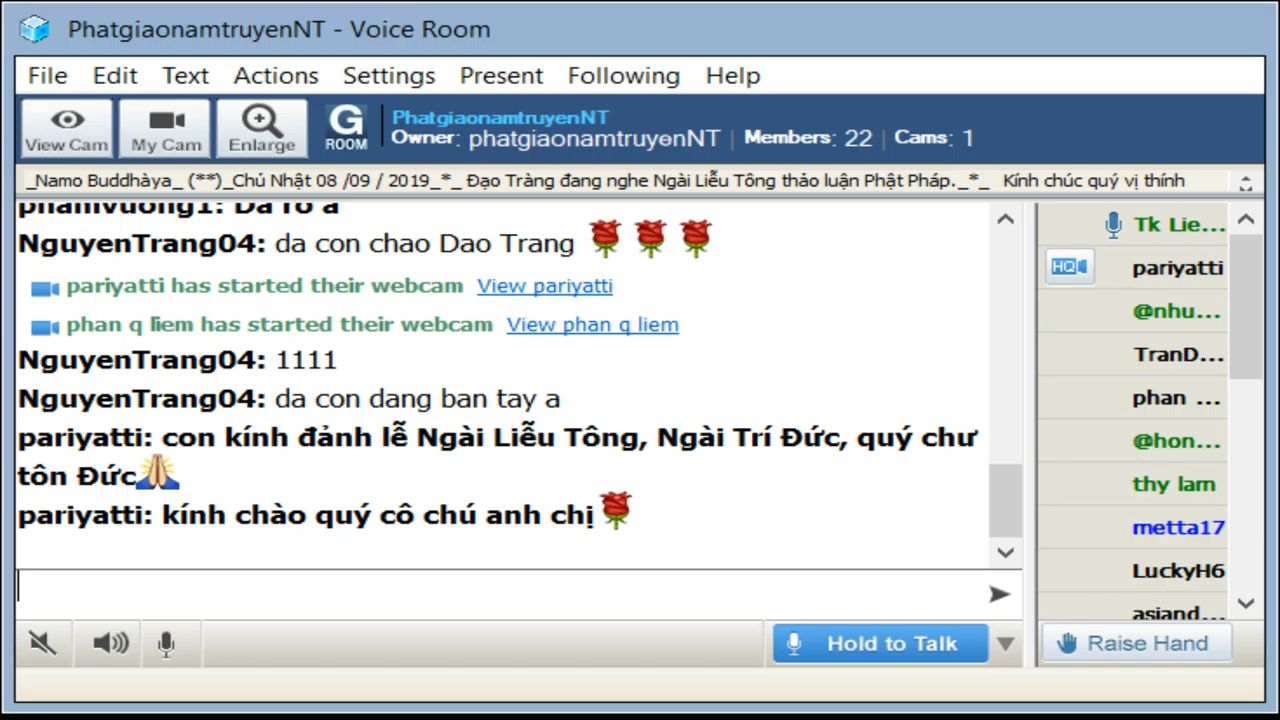 PhatgiaonamtruyenNT - Voice Room
File Edit Text Actions Settings Present Following Help
View Cam My Cam Enlarge G ROOM
PhatgiaonamtruyenNT
Owner: phatgiaonamtruyenNT | Members: 22 | Cams: 1
_Namo Buddhàya_ (**)_Chủ Nhật 08 /09 / 2019_*_ Đạo Tràng đang nghe Ngài Liễu Tông thảo luận Phật Pháp._*_ Kính chúc quý vị thính
phamvuong1: Da ro a
NguyenTrang04: da con chao Dao Trang
pariyatti has started their webcam View pariyatti
phan q liem has started their webcam View phan q liem
NguyenTrang04: 1111
NguyenTrang04: da con dang ban tay a
pariyatti: con kính đảnh lễ Ngài Liễu Tông, Ngài Trí Đức, quý chư
tôn Đức
pariyatti: kính chào quý cô chú anh chị
Tk Lie...
HQ pariyatti
@nhu...
TranD...
phan ...
@hon...
thy lam
metta17
LuckyH6
asiand...
Hold to Talk
Raise Hand